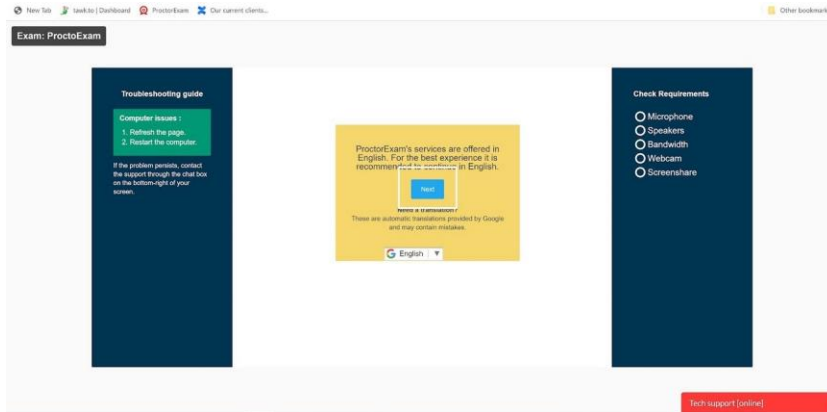 New Tab
tawk.to | Dashboard
ProctorExam
Our current clients...
Other bookmark
Exam: ProctoExam
Troubleshooting guide
Computer issues :
1. Refresh the page.
2. Restart the computer.
If the problem persists, contact
the support through the chat box
on the bottom-right of your
screen.
ProctorExam's services are offered in
English. For the best experience it is
recommended to continue in English.
Next
Need a translation?
These are automatic translations provided by Google
and may contain mistakes.
G English ▼
Check Requirements
Microphone
Speakers
Bandwidth
Webcam
Screenshare
Tech support [online]